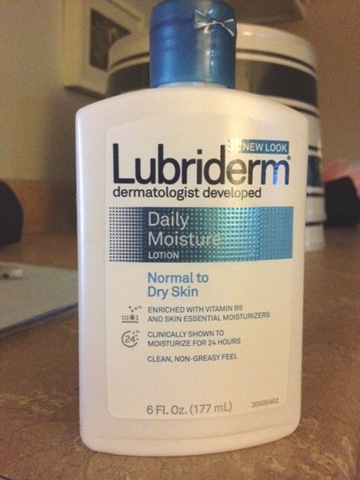 NEW LOOK
Lubriderm®
dermatologist developed
Daily
Moisture
LOTION
Normal to
Dry Skin
ENRICHED WITH VITAMIN B5
AND SKIN ESSENTIAL MOISTURIZERS
24
CLINICALLY SHOWN TO
MOISTURIZE FOR 24 HOURS
CLEAN, NON-GREASY FEEL
6 Fl. Oz. (177 mL)